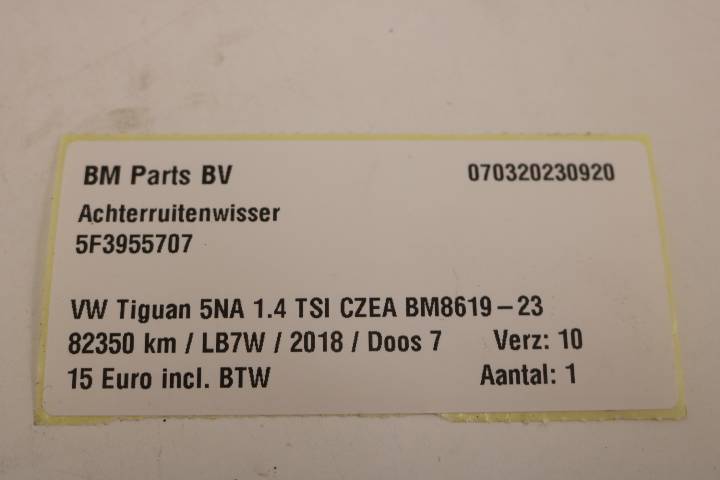 BM Parts BV 070320230920
Achterruitenwisser
5F3955707
VW Tiguan 5NA 1.4 TSI CZEA BM8619-23
82350 km / LB7W / 2018 / Doos 7 Verz: 10
15 Euro incl. BTW Aantal: 1